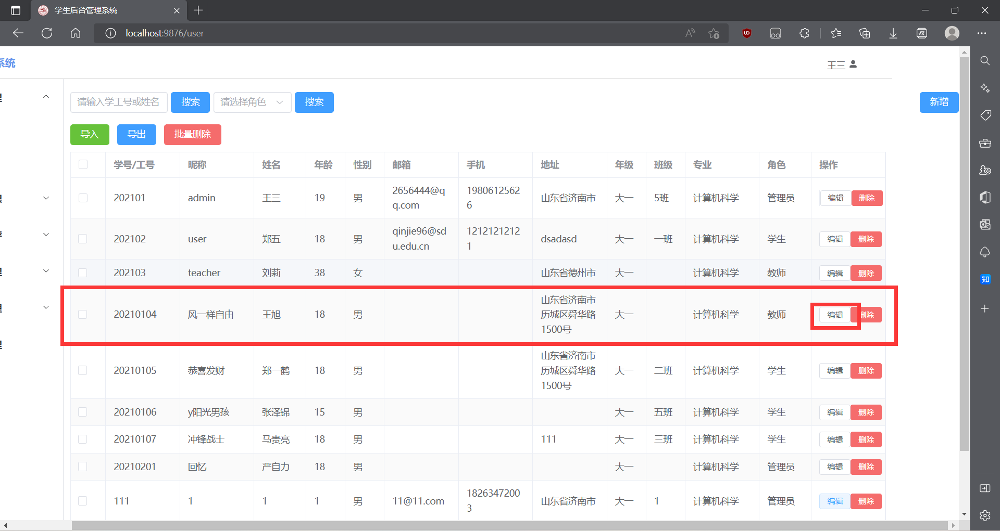 学生后台管理系统
localhost:9876/user
系统
王三
请输入学工号或姓名 搜索 请选择角色 搜索 新增
导入 导出 批量删除
学号/工号 昵称 姓名 年龄 性别 邮箱 手机 地址 年级 班级 专业 角色 操作
202101 admin 王三 19 男 2656444@q
q.com 1980612562
6 山东省济南市 大一 5班 计算机科学 管理员 编辑 删除
202102 user 郑五 18 男 qinjie96@sd
u.edu.cn 1212121212
1 dsadasd 大一 一班 计算机科学 学生 编辑 删除
202103 teacher 刘莉 38 女 山东省德州市 大一 计算机科学 教师 编辑 删除
20210104 风一样自由 王旭 18 男 山东省济南市
历城区舜华路
1500号 大一 计算机科学 教师 编辑 删除
20210105 恭喜发财 郑一鹤 18 男 山东省济南市
历城区舜华路
1500号 大一 二班 计算机科学 学生 编辑 删除
20210106 y阳光男孩 张泽锦 15 男 大一 五班 计算机科学 学生 编辑 删除
20210107 冲锋战士 马贵亮 18 男 111 大一 三班 计算机科学 学生 编辑 删除
20210201 回忆 严自力 18 男 大一 计算机科学 管理员 编辑 删除
111 1 1 1 男 11@11.com 1826347200
3 山东省济南市 大一 1 计算机科学 管理员 编辑 删除
知